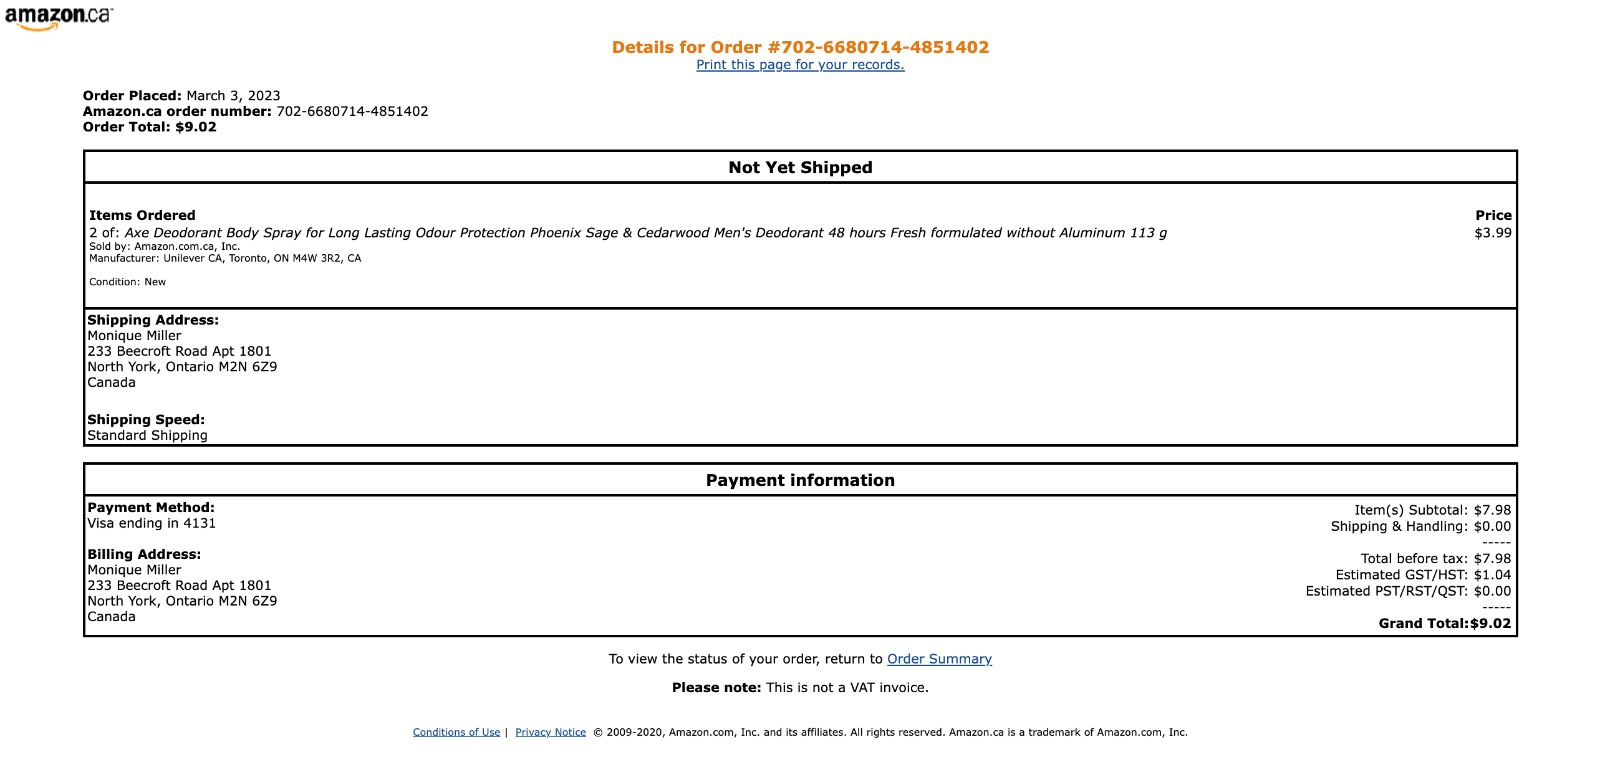 amazon.ca
Details for Order #702-6680714-4851402
Print this page for your records.
Order Placed: March 3, 2023
Amazon.ca order number: 702-6680714-4851402
Order Total: $9.02
Not Yet Shipped
Items Ordered Price
2 of: Axe Deodorant Body Spray for Long Lasting Odour Protection Phoenix Sage & Cedarwood Men's Deodorant 48 hours Fresh formulated without Aluminum 113 g $3.99
Sold by: Amazon.com.ca, Inc.
Manufacturer: Unilever CA, Toronto, ON M4W 3R2, CA
Condition: New
Shipping Address:
Monique Miller
233 Beecroft Road Apt 1801
North York, Ontario M2N 6Z9
Canada
Shipping Speed:
Standard Shipping
Payment information
Payment Method:
Visa ending in 4131
Billing Address:
Monique Miller
233 Beecroft Road Apt 1801
North York, Ontario M2N 6Z9
Canada
Item(s) Subtotal: $7.98
Shipping & Handling: $0.00
-----
Total before tax: $7.98
Estimated GST/HST: $1.04
Estimated PST/RST/QST: $0.00
-----
Grand Total:$9.02
To view the status of your order, return to Order Summary
Please note: This is not a VAT invoice.
Conditions of Use | Privacy Notice © 2009-2020, Amazon.com, Inc. and its affiliates. All rights reserved. Amazon.ca is a trademark of Amazon.com, Inc.